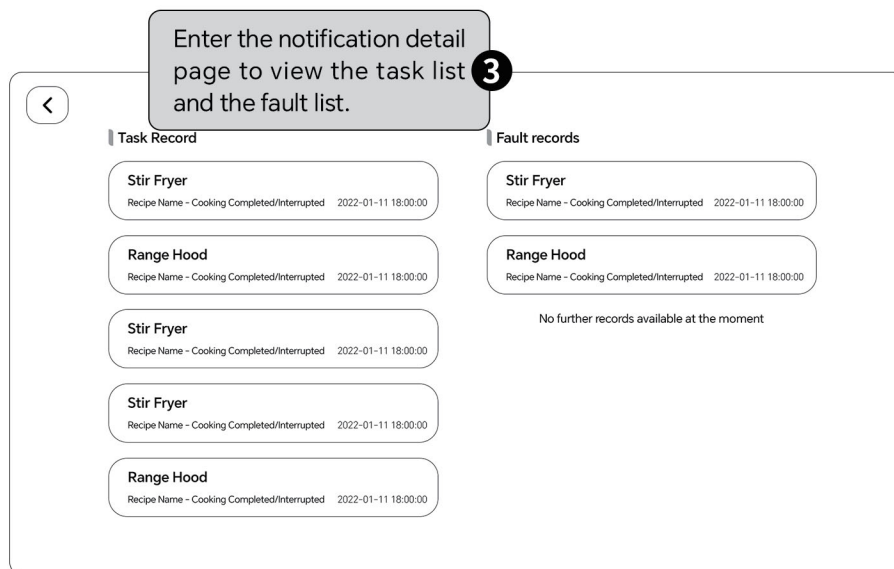 Enter the notification detail
page to view the task list
and the fault list.
3
Task Record
Stir Fryer
Recipe Name - Cooking Completed/Interrupted 2022-01-11 18:00:00
Range Hood
Recipe Name - Cooking Completed/Interrupted 2022-01-11 18:00:00
Stir Fryer
Recipe Name - Cooking Completed/Interrupted 2022-01-11 18:00:00
Stir Fryer
Recipe Name - Cooking Completed/Interrupted 2022-01-11 18:00:00
Range Hood
Recipe Name - Cooking Completed/Interrupted 2022-01-11 18:00:00
Fault records
Stir Fryer
Recipe Name - Cooking Completed/Interrupted 2022-01-11 18:00:00
Range Hood
Recipe Name - Cooking Completed/Interrupted 2022-01-11 18:00:00
No further records available at the moment